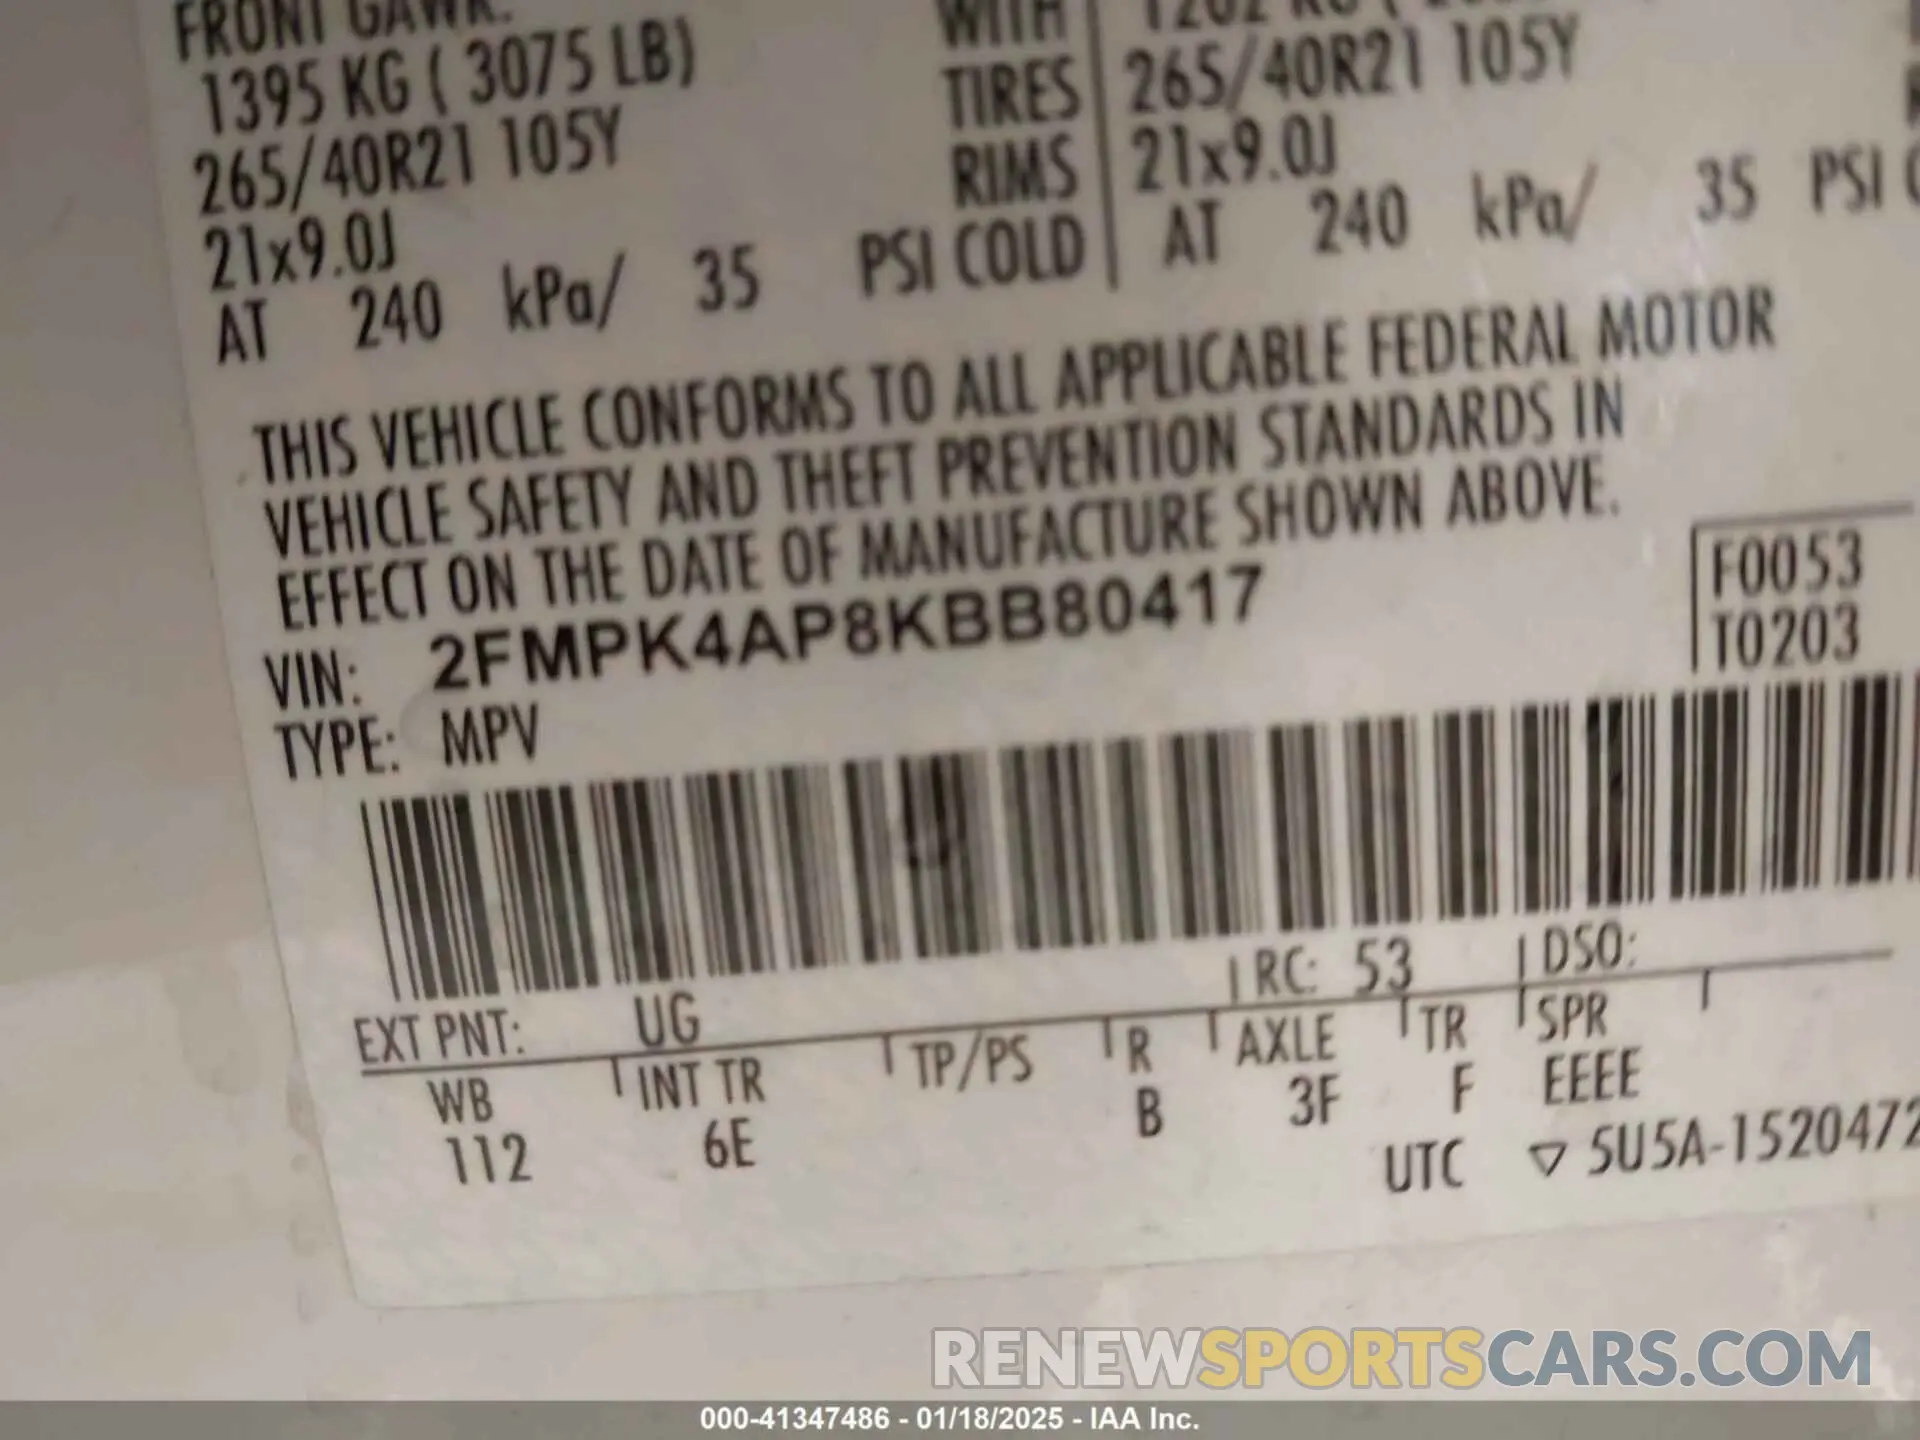 FRONT GAWR: WITH
1395 KG ( 3075 LB) TIRES 265/40R21 105Y
265/40R21 105Y RIMS 21x9.0J
21x9.0J
AT 240 kPa/ 35 PSI COLD AT 240 kPa/ 35 PSI
THIS VEHICLE CONFORMS TO ALL APPLICABLE FEDERAL MOTOR
VEHICLE SAFETY AND THEFT PREVENTION STANDARDS IN
EFFECT ON THE DATE OF MANUFACTURE SHOWN ABOVE.
VIN: 2FMPK4AP8KBB80417
F0053
T0203
TYPE: MPV
EXT PNT: UG RC: 53 DSO:
WB INT TR TP/PS R AXLE TR SPR
112 6E B 3F F EEEE
UTC ▽ 5U5A-1520472
RENEWSPORTSCARS.COM
000-41347486 - 01/18/2025 - IAA Inc.